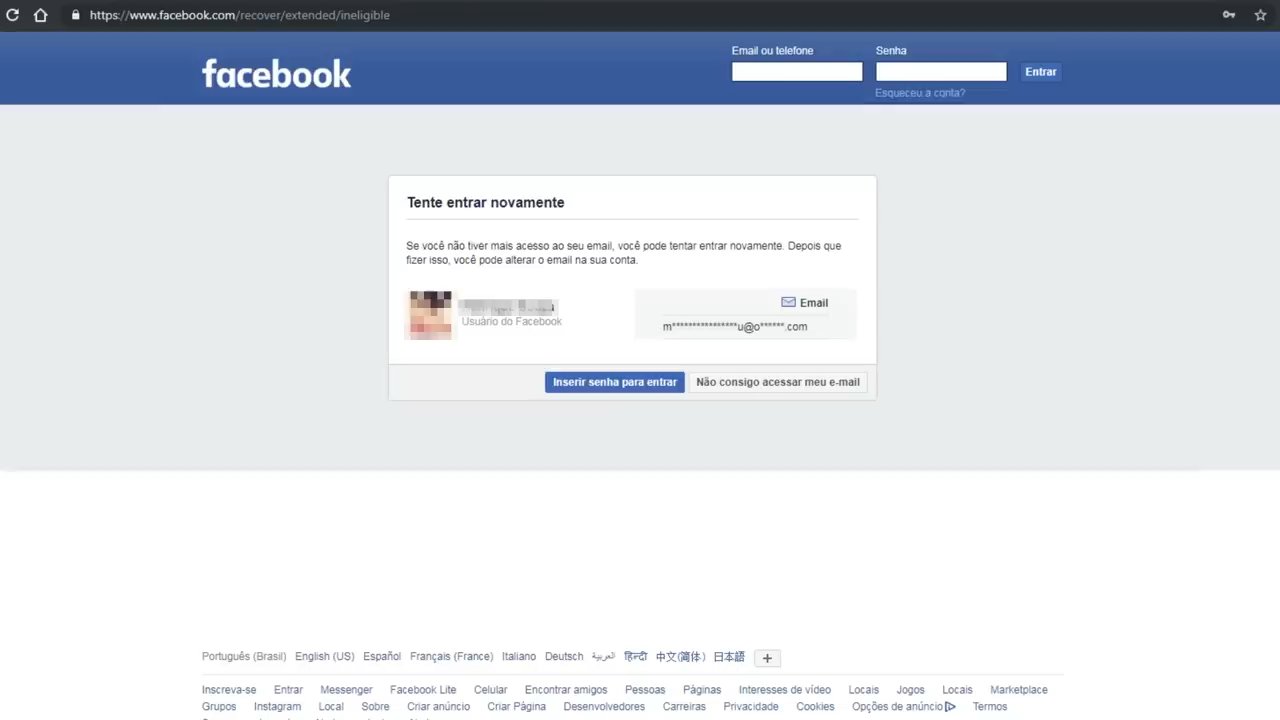 https://www.facebook.com/recover/extended/ineligible
Email ou telefone
Senha
facebook
Entrar
Esqueceu a conta?
Tente entrar novamente
Se você não tiver mais acesso ao seu email, você pode tentar entrar novamente. Depois que
fizer isso, você pode alterar o email na sua conta.
Usuário do Facebook
Email
m****************u@o******.com
Inserir senha para entrar
Não consigo acessar meu e-mail
Português (Brasil) English (US) Español Français (France) Italiano Deutsch العربية हिन्दी 中文(简体) 日本語 +
Inscreva-se Entrar Messenger Facebook Lite Celular Encontrar amigos Pessoas Páginas Interesses de vídeo Locais Jogos Locais Marketplace
Grupos Instagram Local Sobre Criar anúncio Criar Página Desenvolvedores Carreiras Privacidade Cookies Opções de anúncio Termos